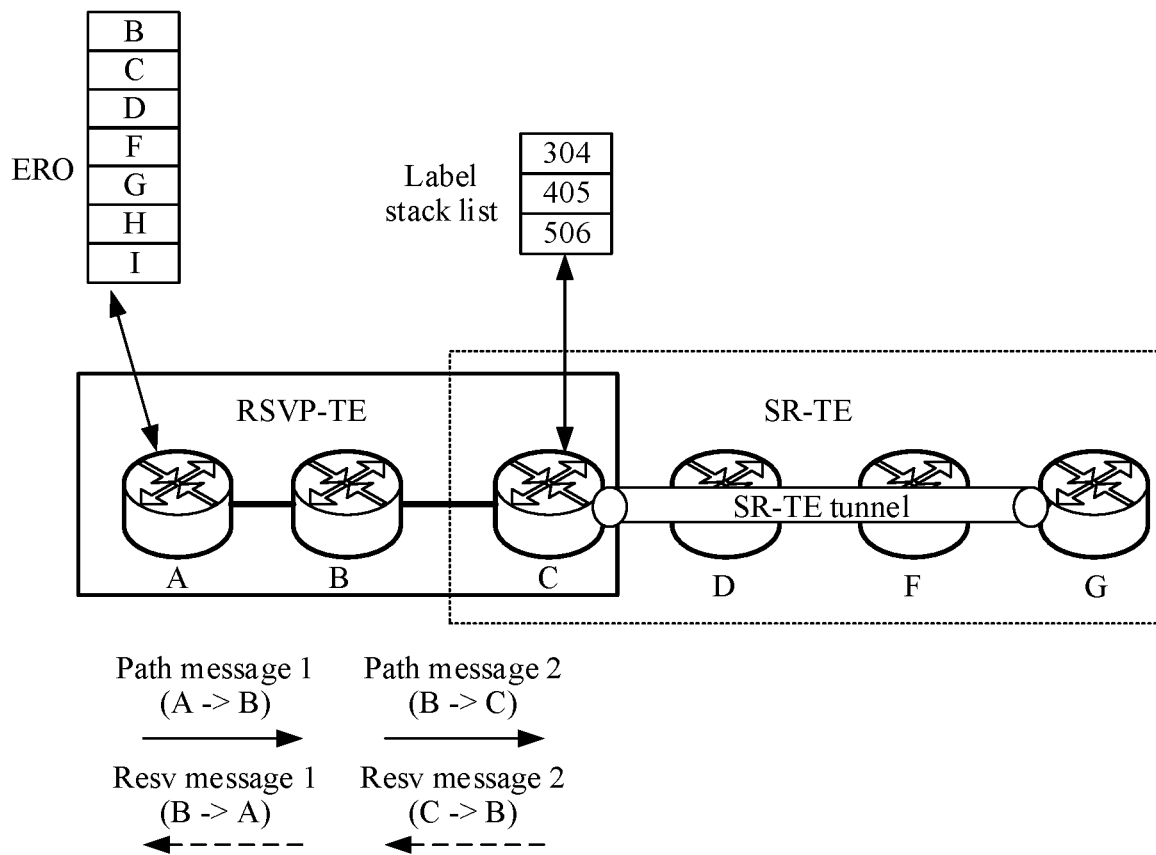 B
C
D
F
G
H
I
ERO
304
405
506
Label
stack list
RSVP-TE
SR-TE
SR-TE tunnel
A
B
C
D
F
G
Path message 1
(A -> B)
Path message 2
(B -> C)
Resv message 1
(B -> A)
Resv message 2
(C -> B)